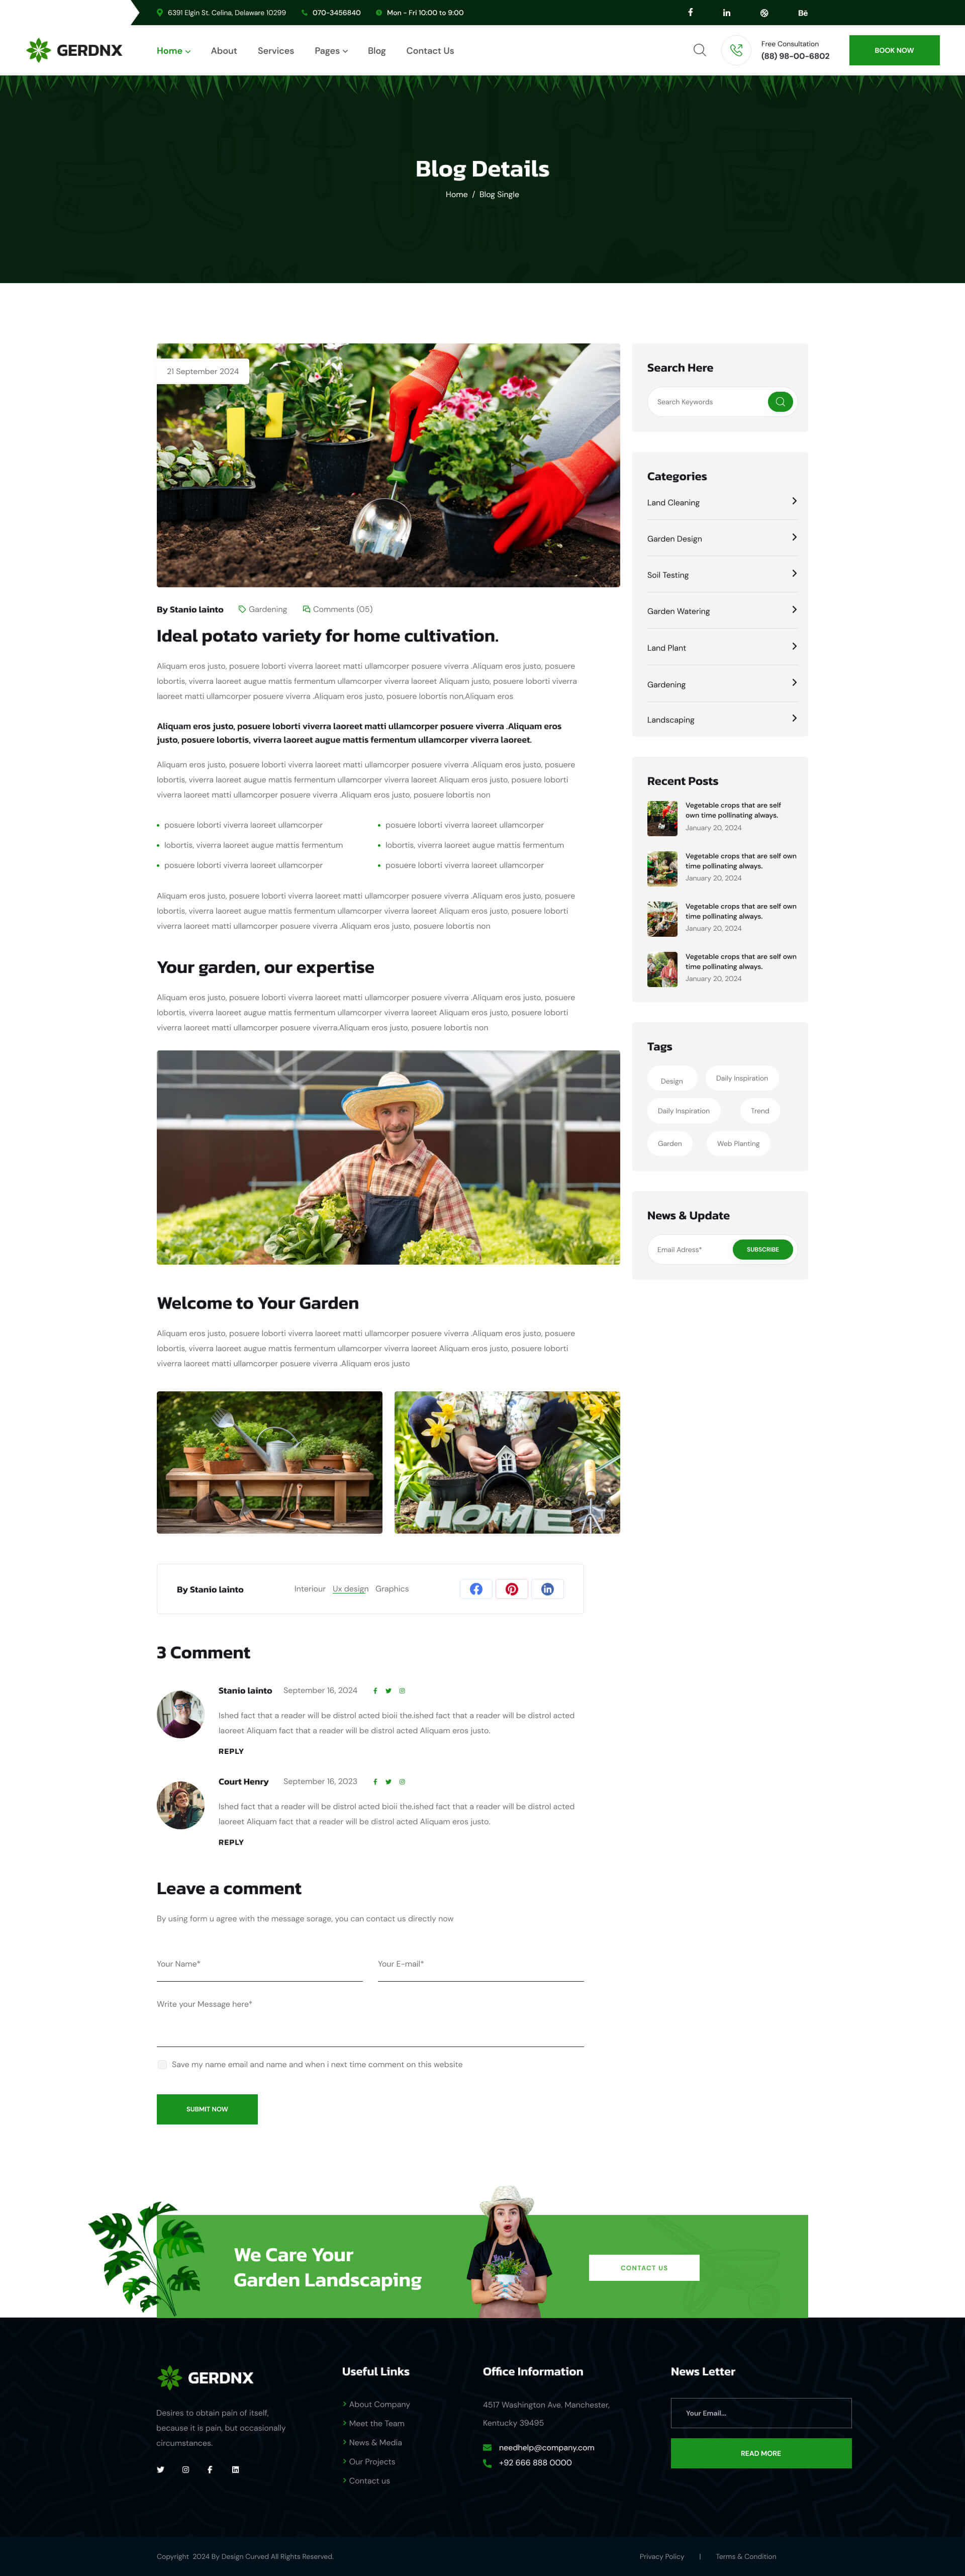 6391 Elgin St. Celina, Delaware 10299
070-3456840
Mon - Fri 10:00 to 9:00
Bē
GERDNX
Home
About
Services
Pages
Blog
Contact Us
Free Consultation
(88) 98-00-6802
BOOK NOW
Blog Details
Home / Blog Single
21 September 2024
By Stanio lainto
Gardening
Comments (05)
Ideal potato variety for home cultivation.
Aliquam eros justo, posuere loborti viverra laoreet matti ullamcorper posuere viverra .Aliquam eros justo, posuere
lobortis, viverra laoreet augue mattis fermentum ullamcorper viverra laoreet Aliquam justo, posuere loborti viverra
laoreet matti ullamcorper posuere viverra .Aliquam eros justo, posuere lobortis non,Aliquam eros
Aliquam eros justo, posuere loborti viverra laoreet matti ullamcorper posuere viverra .Aliquam eros
justo, posuere lobortis, viverra laoreet augue mattis fermentum ullamcorper viverra laoreet.
Aliquam eros justo, posuere loborti viverra laoreet matti ullamcorper posuere viverra .Aliquam eros justo, posuere
lobortis, viverra laoreet augue mattis fermentum ullamcorper viverra laoreet Aliquam eros justo, posuere loborti
viverra laoreet matti ullamcorper posuere viverra .Aliquam eros justo, posuere lobortis non
posuere loborti viverra laoreet ullamcorper
posuere loborti viverra laoreet ullamcorper
lobortis, viverra laoreet augue mattis fermentum
lobortis, viverra laoreet augue mattis fermentum
posuere loborti viverra laoreet ullamcorper
posuere loborti viverra laoreet ullamcorper
Aliquam eros justo, posuere loborti viverra laoreet matti ullamcorper posuere viverra .Aliquam eros justo, posuere
lobortis, viverra laoreet augue mattis fermentum ullamcorper viverra laoreet Aliquam eros justo, posuere loborti
viverra laoreet matti ullamcorper posuere viverra .Aliquam eros justo, posuere lobortis non
Your garden, our expertise
Aliquam eros justo, posuere loborti viverra laoreet matti ullamcorper posuere viverra .Aliquam eros justo, posuere
lobortis, viverra laoreet augue mattis fermentum ullamcorper viverra laoreet Aliquam eros justo, posuere loborti
viverra laoreet matti ullamcorper posuere viverra.Aliquam eros justo, posuere lobortis non
Welcome to Your Garden
Aliquam eros justo, posuere loborti viverra laoreet matti ullamcorper posuere viverra .Aliquam eros justo, posuere
lobortis, viverra laoreet augue mattis fermentum ullamcorper viverra laoreet Aliquam eros justo, posuere loborti
viverra laoreet matti ullamcorper posuere viverra .Aliquam eros justo
HOME
By Stanio lainto
Interiour
Ux design
Graphics
3 Comment
Stanio lainto
September 16, 2024
Ished fact that a reader will be distrol acted bioii the.ished fact that a reader will be distrol acted
laoreet Aliquam fact that a reader will be distrol acted Aliquam eros justo.
REPLY
Court Henry
September 16, 2023
Ished fact that a reader will be distrol acted bioii the.ished fact that a reader will be distrol acted
laoreet Aliquam fact that a reader will be distrol acted Aliquam eros justo.
REPLY
Leave a comment
By using form u agree with the message sorage, you can contact us directly now
Your Name*
Your E-mail*
Write your Message here*
Save my name email and name and when i next time comment on this website
SUBMIT NOW
Search Here
Search Keywords
Categories
Land Cleaning
Garden Design
Soil Testing
Garden Watering
Land Plant
Gardening
Landscaping
Recent Posts
Vegetable crops that are self
own time pollinating always.
January 20, 2024
Vegetable crops that are self own
time pollinating always.
January 20, 2024
Vegetable crops that are self own
time pollinating always.
January 20, 2024
Vegetable crops that are self own
time pollinating always.
January 20, 2024
Tags
Design
Daily Inspiration
Daily Inspiration
Trend
Garden
Web Planting
News & Update
Email Adress*
SUBSCRIBE
We Care Your
Garden Landscaping
CONTACT US
GERDNX
Desires to obtain pain of itself,
because it is pain, but occasionally
circumstances.
Useful Links
About Company
Meet the Team
News & Media
Our Projects
Contact us
Office Information
4517 Washington Ave. Manchester,
Kentucky 39495
needhelp@company.com
+92 666 888 0000
News Letter
Your Email...
READ MORE
Copyright 2024 By Design Curved All Rights Reserved.
Privacy Policy | Terms & Condition